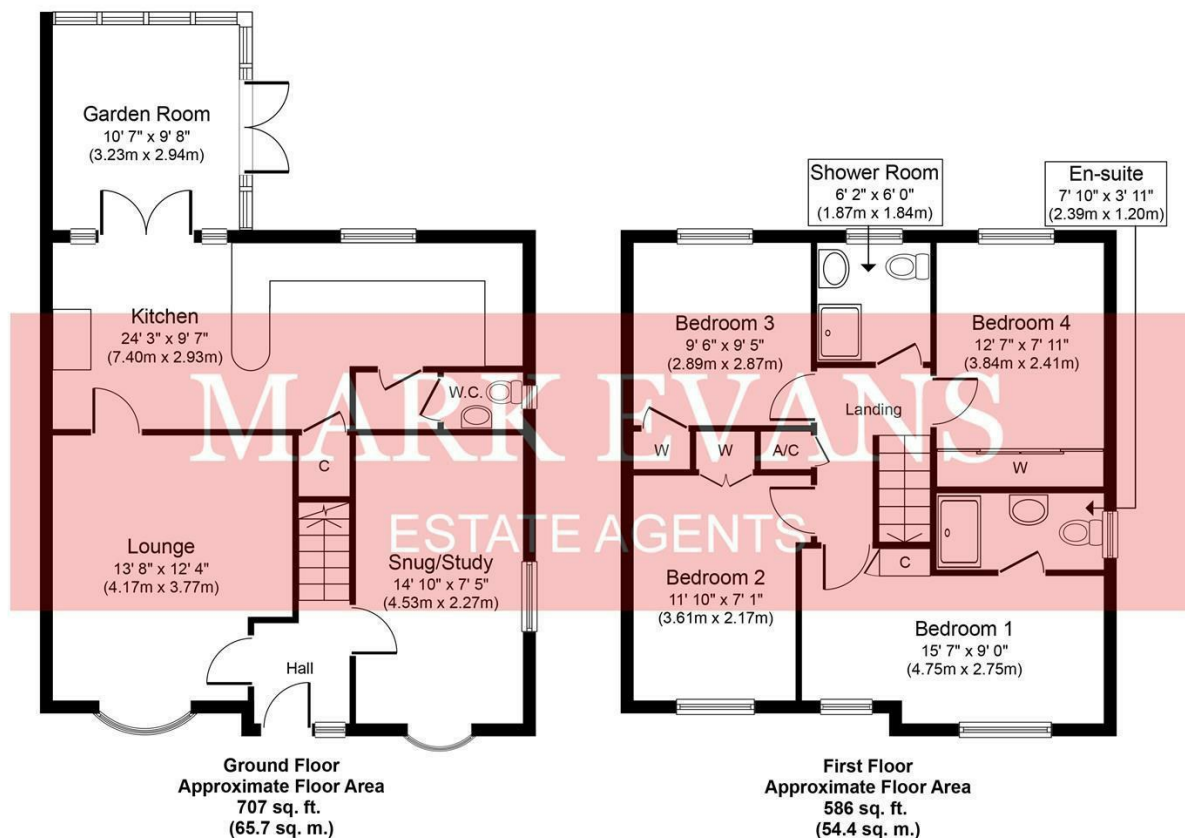 Garden Room
10' 7" x 9' 8"
(3.23m x 2.94m)
Kitchen
24' 3" x 9' 7"
(7.40m x 2.93m)
W.C.
C
Lounge
13' 8" x 12' 4"
(4.17m x 3.77m)
Snug/Study
14' 10" x 7' 5"
(4.53m x 2.27m)
Hall
Ground Floor
Approximate Floor Area
707 sq. ft.
(65.7 sq. m.)
Shower Room
6' 2" x 6' 0"
(1.87m x 1.84m)
En-suite
7' 10" x 3' 11"
(2.39m x 1.20m)
Bedroom 3
9' 6" x 9' 5"
(2.89m x 2.87m)
Bedroom 4
12' 7" x 7' 11"
(3.84m x 2.41m)
Landing
W
W
A/C
W
C
Bedroom 2
11' 10" x 7' 1"
(3.61m x 2.17m)
Bedroom 1
15' 7" x 9' 0"
(4.75m x 2.75m)
First Floor
Approximate Floor Area
586 sq. ft.
(54.4 sq. m.)
MARK EVANS
ESTATE AGENTS